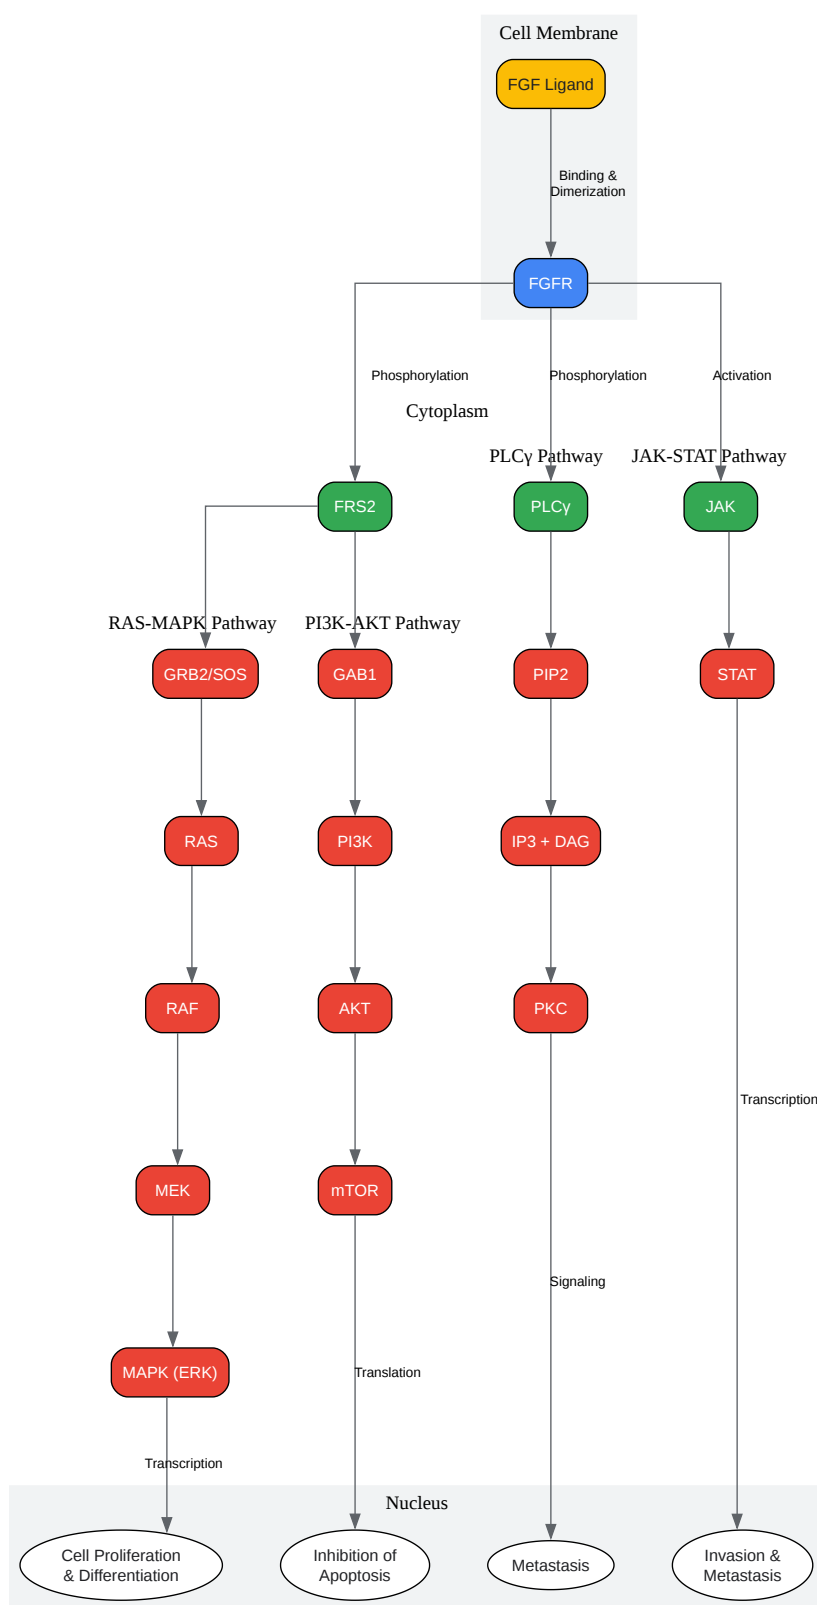 Cell Membrane
FGF Ligand
Binding &
Dimerization
FGFR
Phosphorylation
Phosphorylation
Activation
Cytoplasm
PLCγ Pathway
JAK-STAT Pathway
FRS2
PLCγ
JAK
RAS-MAPK Pathway
PI3K-AKT Pathway
GRB2/SOS
GAB1
PIP2
STAT
RAS
PI3K
IP3 + DAG
RAF
AKT
PKC
Transcription
MEK
mTOR
Signaling
MAPK (ERK)
Translation
Transcription
Nucleus
Cell Proliferation
& Differentiation
Inhibition of
Apoptosis
Metastasis
Invasion &
Metastasis